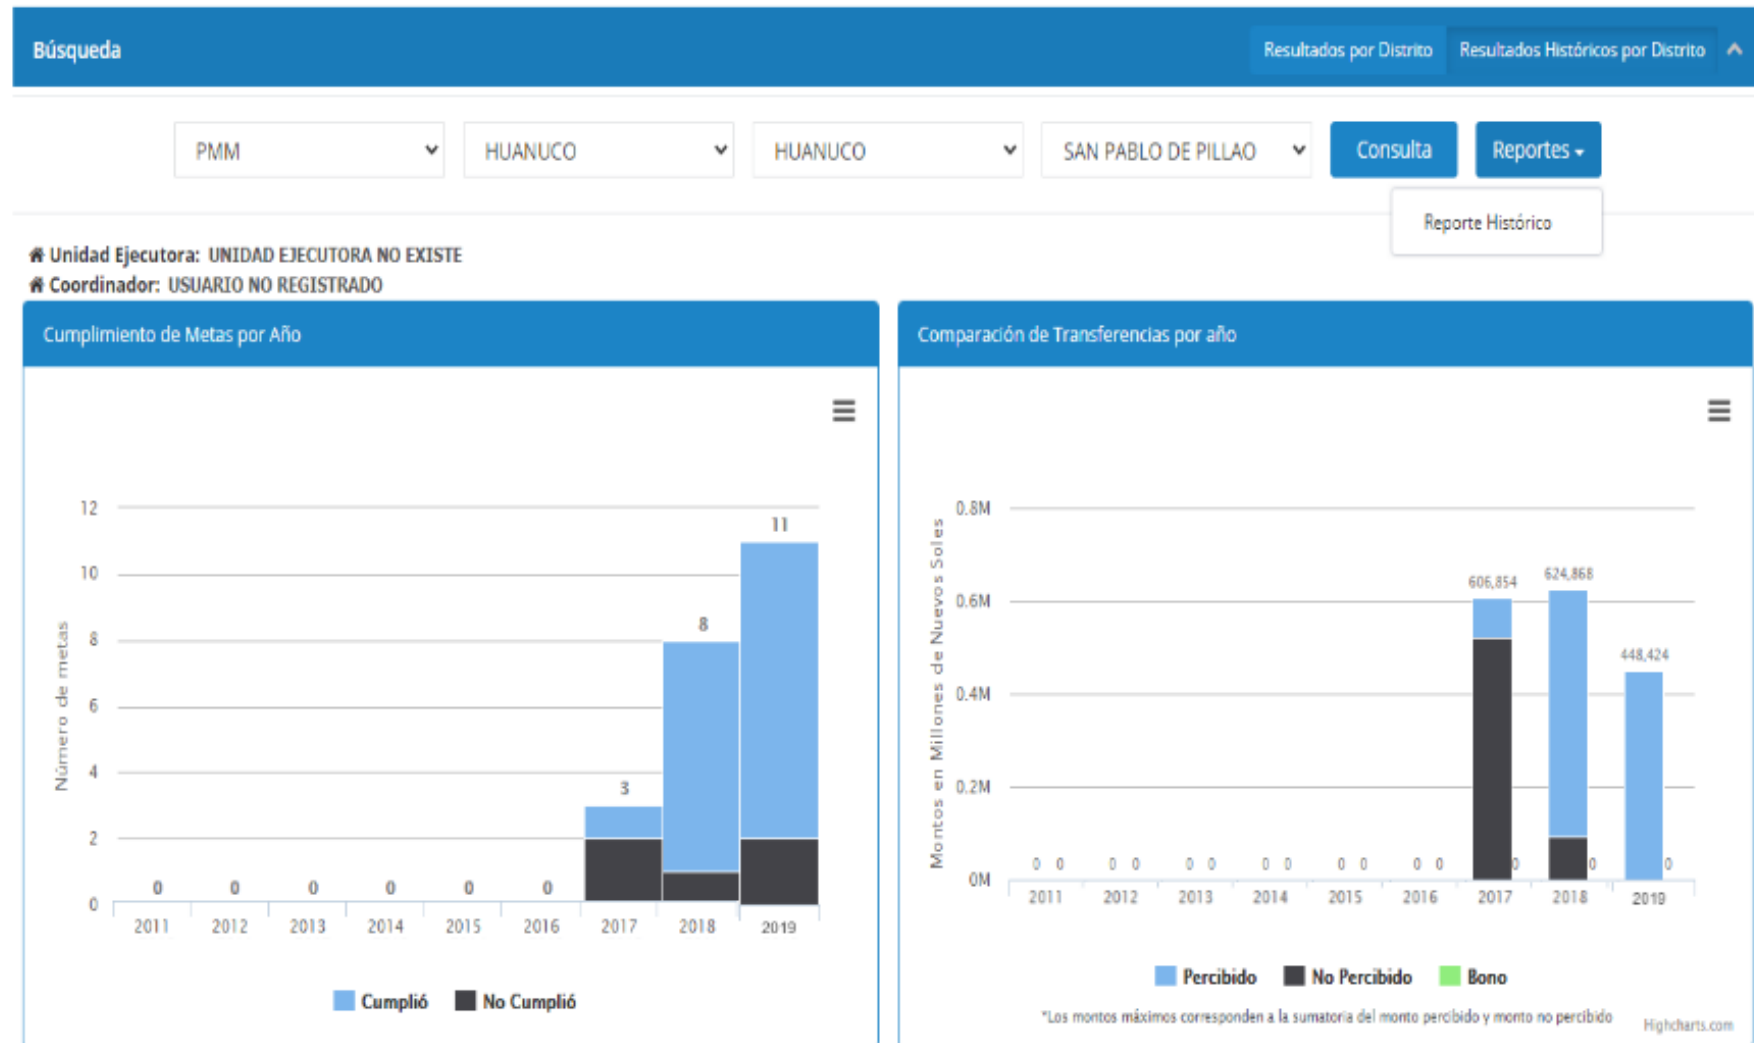 Búsqueda
Resultados por Distrito
Resultados Históricos por Distrito
PMM
HUANUCO
HUANUCO
SAN PABLO DE PILLAO
Consulta
Reportes
Reporte Histórico
Unidad Ejecutora: UNIDAD EJECUTORA NO EXISTE
Coordinador: USUARIO NO REGISTRADO
Cumplimiento de Metas por Año
Número de metas
12
10
8
6
4
2
0
0
0
0
0
0
0
3
8
11
2011
2012
2013
2014
2015
2016
2017
2018
2019
Cumplió
No Cumplió
Comparación de Transferencias por año
Montos en Millones de Nuevos Soles
0.8M
0.6M
0.4M
0.2M
0M
606,854
624,868
448,424
0 0
0 0
0 0
0 0
0 0
0 0
0
0
0
2011
2012
2013
2014
2015
2016
2017
2018
2019
Percibido
No Percibido
Bono
*Los montos máximos corresponden a la sumatoria del monto percibido y monto no percibido
Highcharts.com